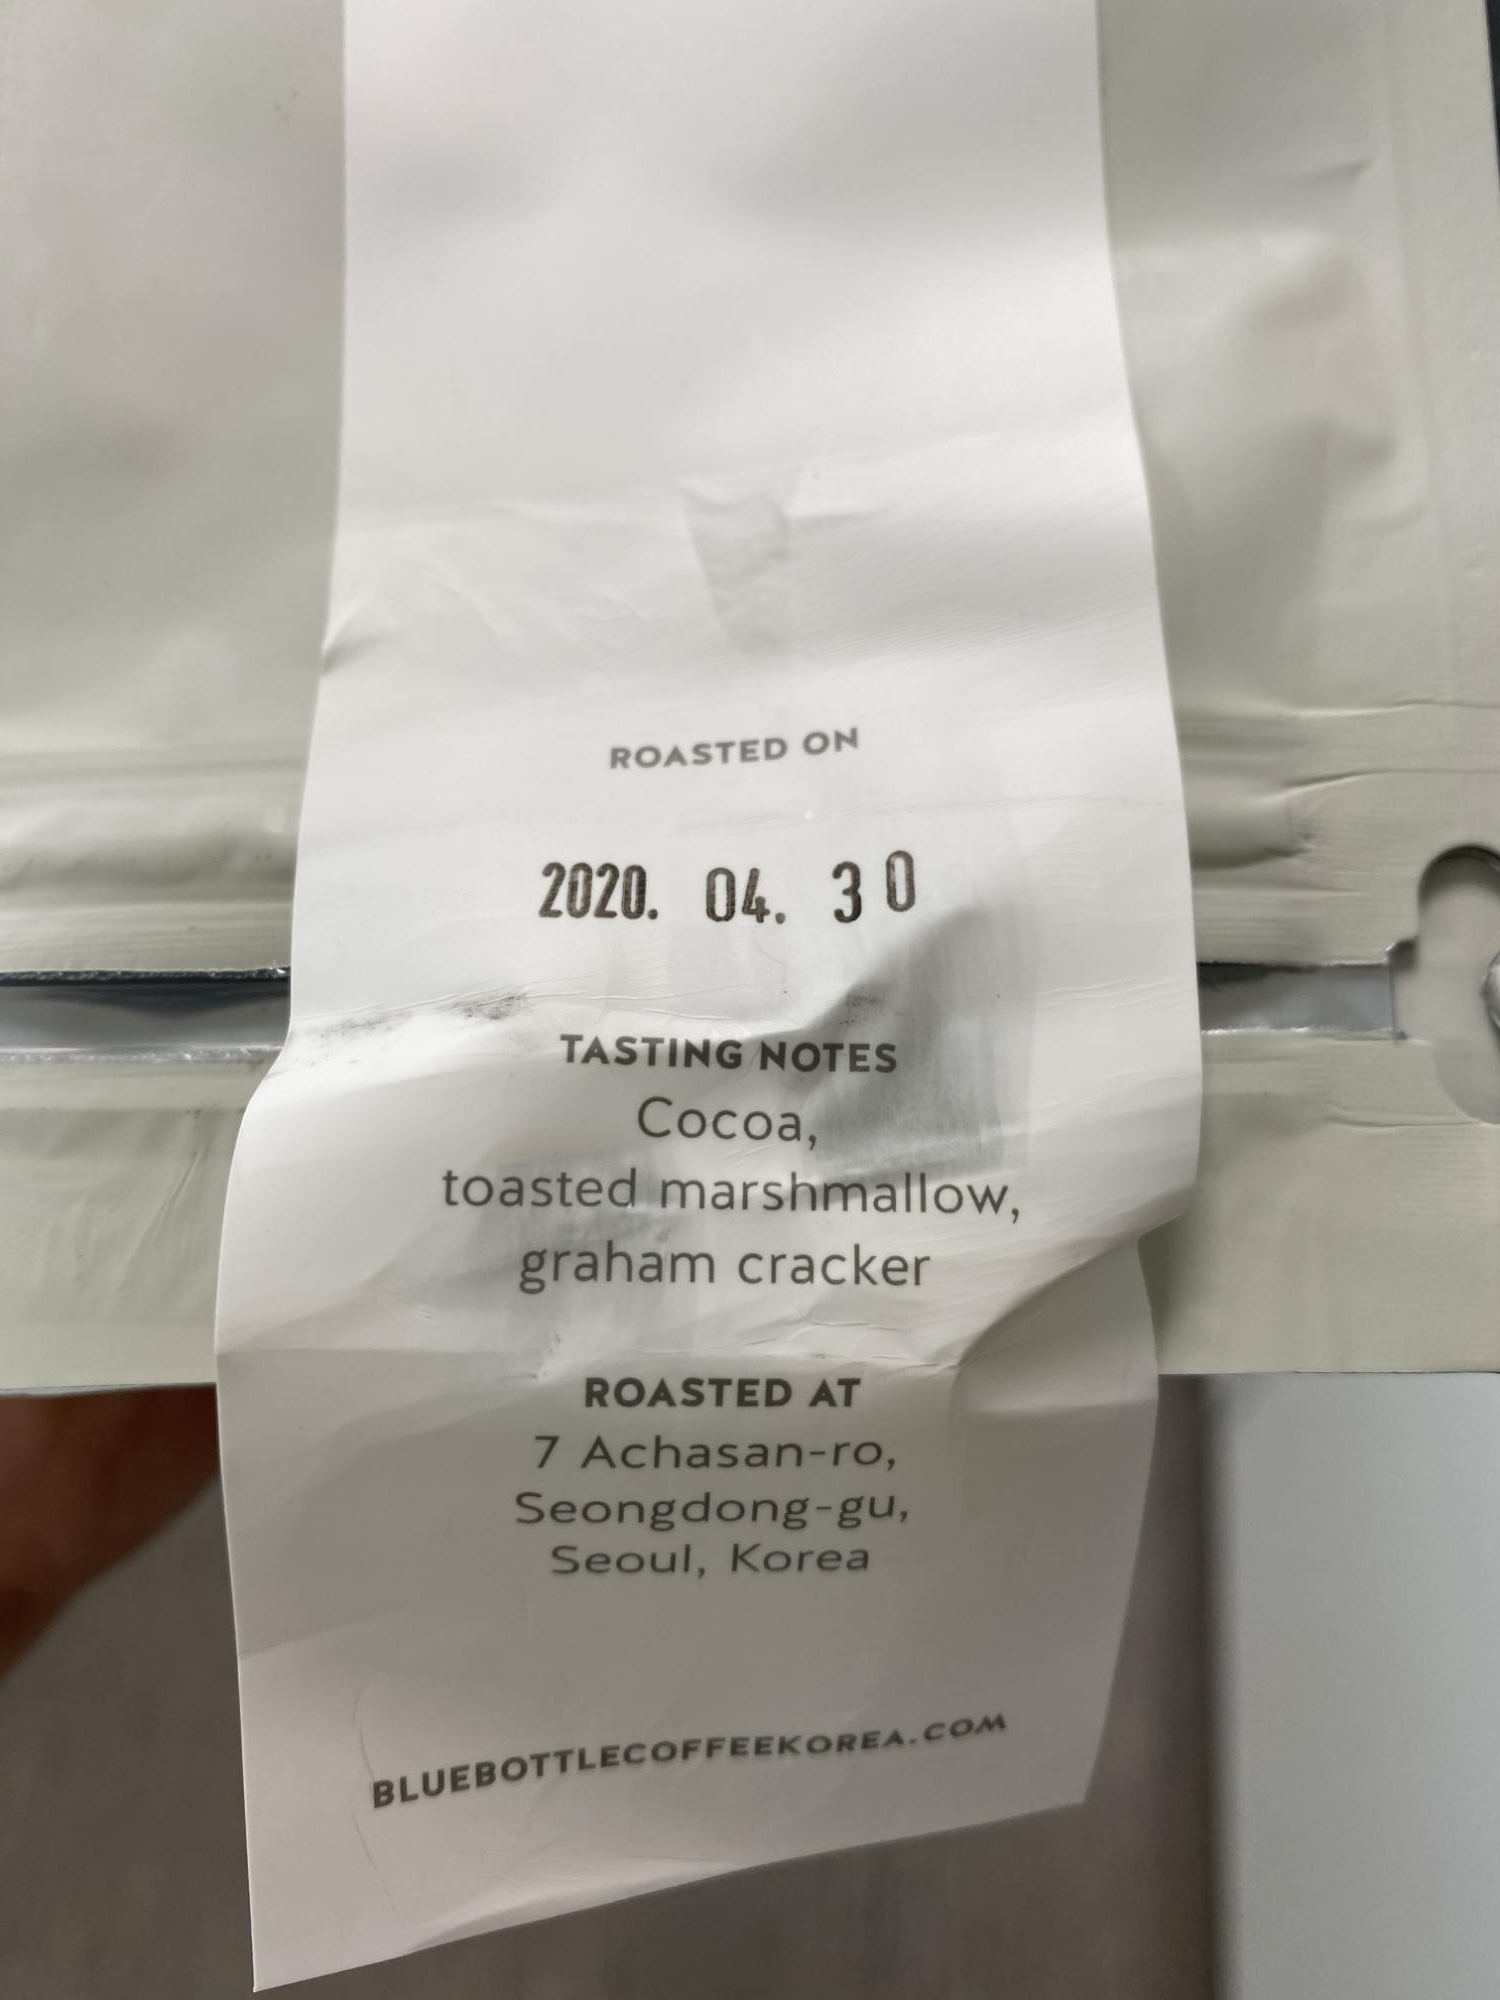 ROASTED ON
2020. 04. 30
TASTING NOTES
Cocoa,
toasted marshmallow,
graham cracker
ROASTED AT
7 Achasan-ro,
Seongdong-gu,
Seoul, Korea
BLUEBOTTLECOFFEEKOREA.COM